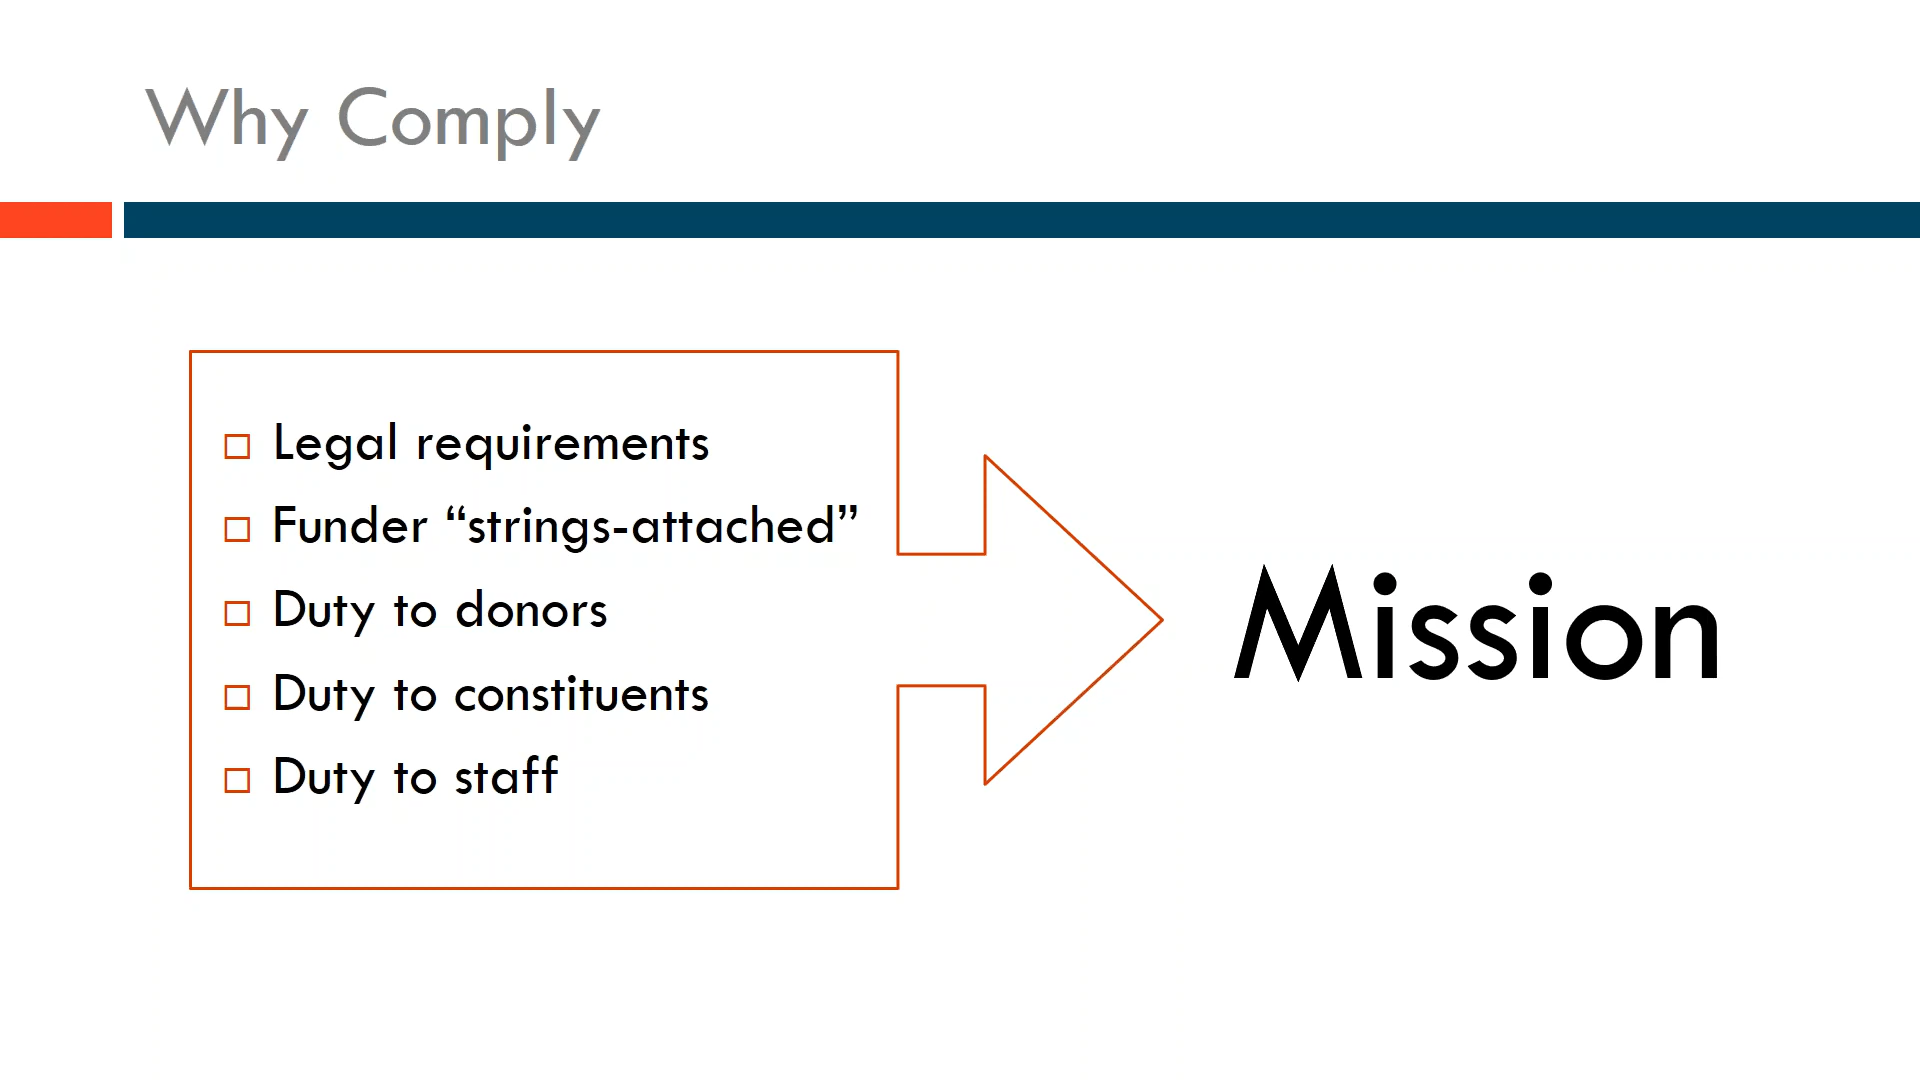 Why Comply
Legal requirements
Funder “strings-attached”
Duty to donors
Duty to constituents
Duty to staff
Mission